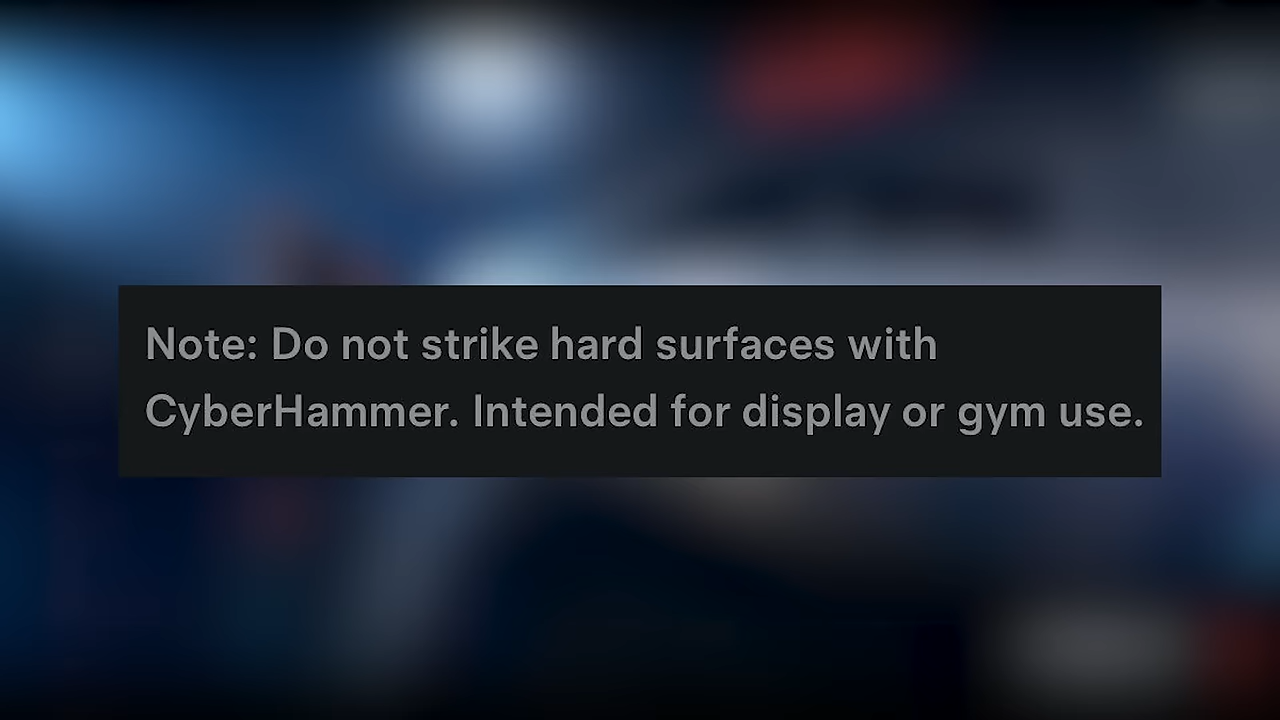 Note: Do not strike hard surfaces with
CyberHammer. Intended for display or gym use.